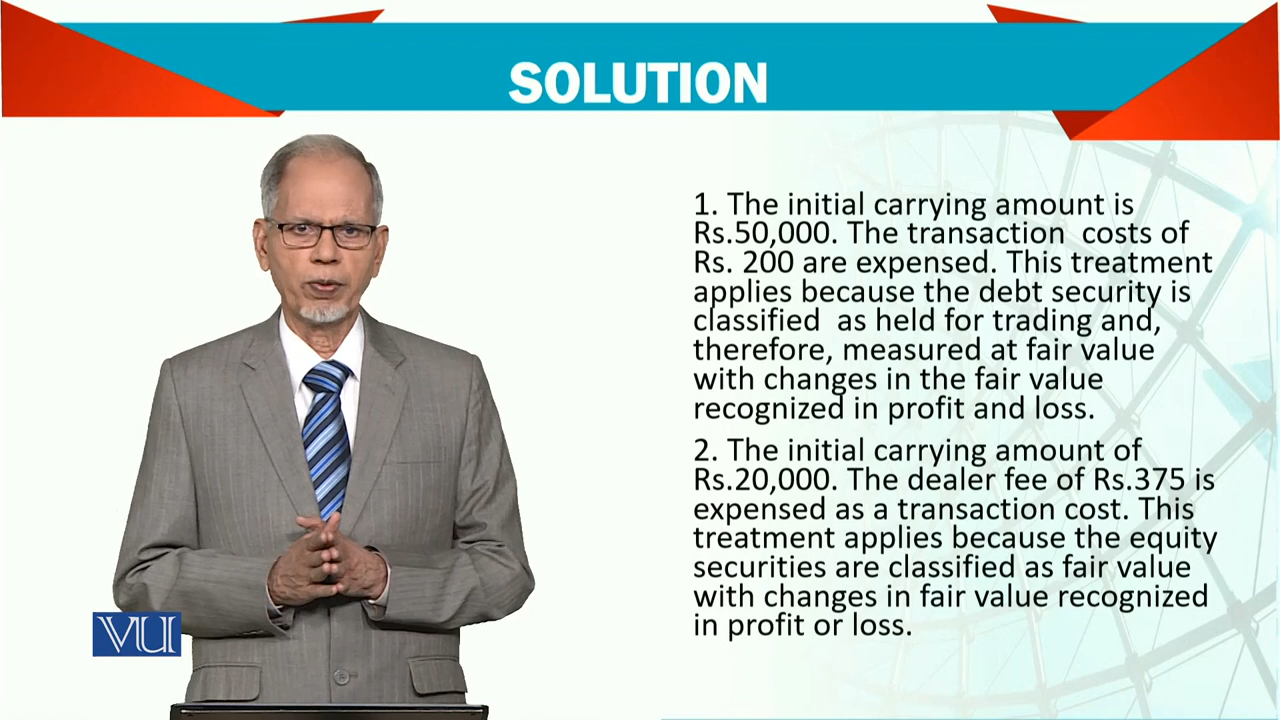 SOLUTION
1. The initial carrying amount is
Rs.50,000. The transaction costs of
Rs. 200 are expensed. This treatment
applies because the debt security is
classified as held for trading and,
therefore, measured at fair value
with changes in the fair value
recognized in profit and loss.
2. The initial carrying amount of
Rs.20,000. The dealer fee of Rs.375 is
expensed as a transaction cost. This
treatment applies because the equity
securities are classified as fair value
with changes in fair value recognized
in profit or loss.
VU